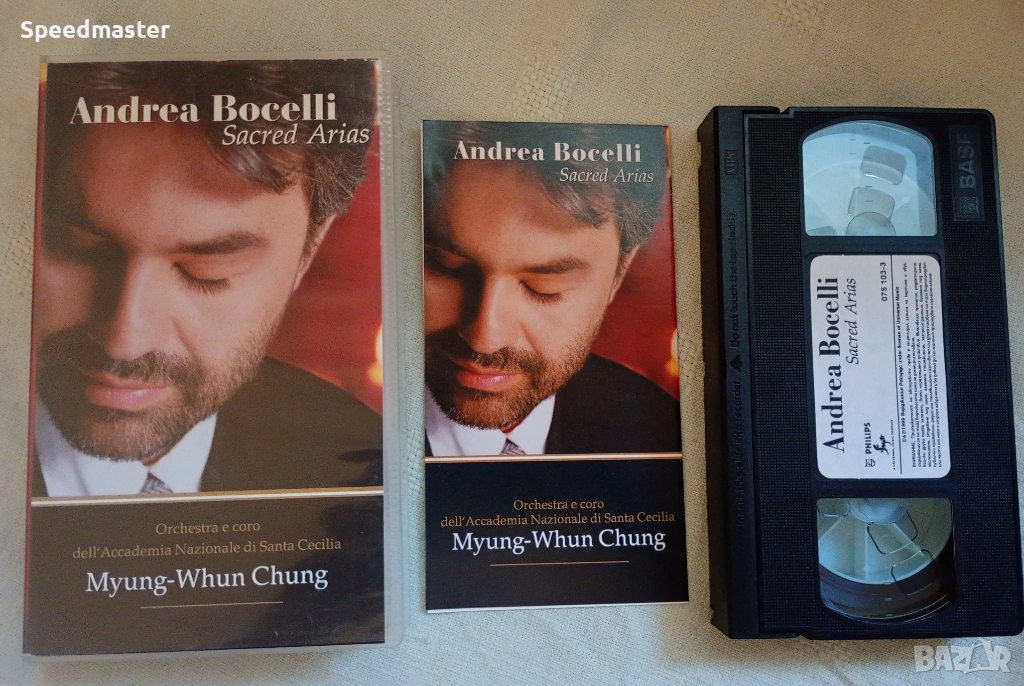 Speedmaster
Andrea Bocelli
Sacred Arias
Orchestra e coro
dell'Accademia Nazionale di Santa Cecilia
Myung-Whun Chung
Andrea Bocelli
Sacred Arias
Orchestra e coro
dell'Accademia Nazionale di Santa Cecilia
Myung-Whun Chung
VHS
Do not touch the tape inside
BASF
Andrea Bocelli
Sacred Arias
075 103-3
PHILIPS
BAZAR